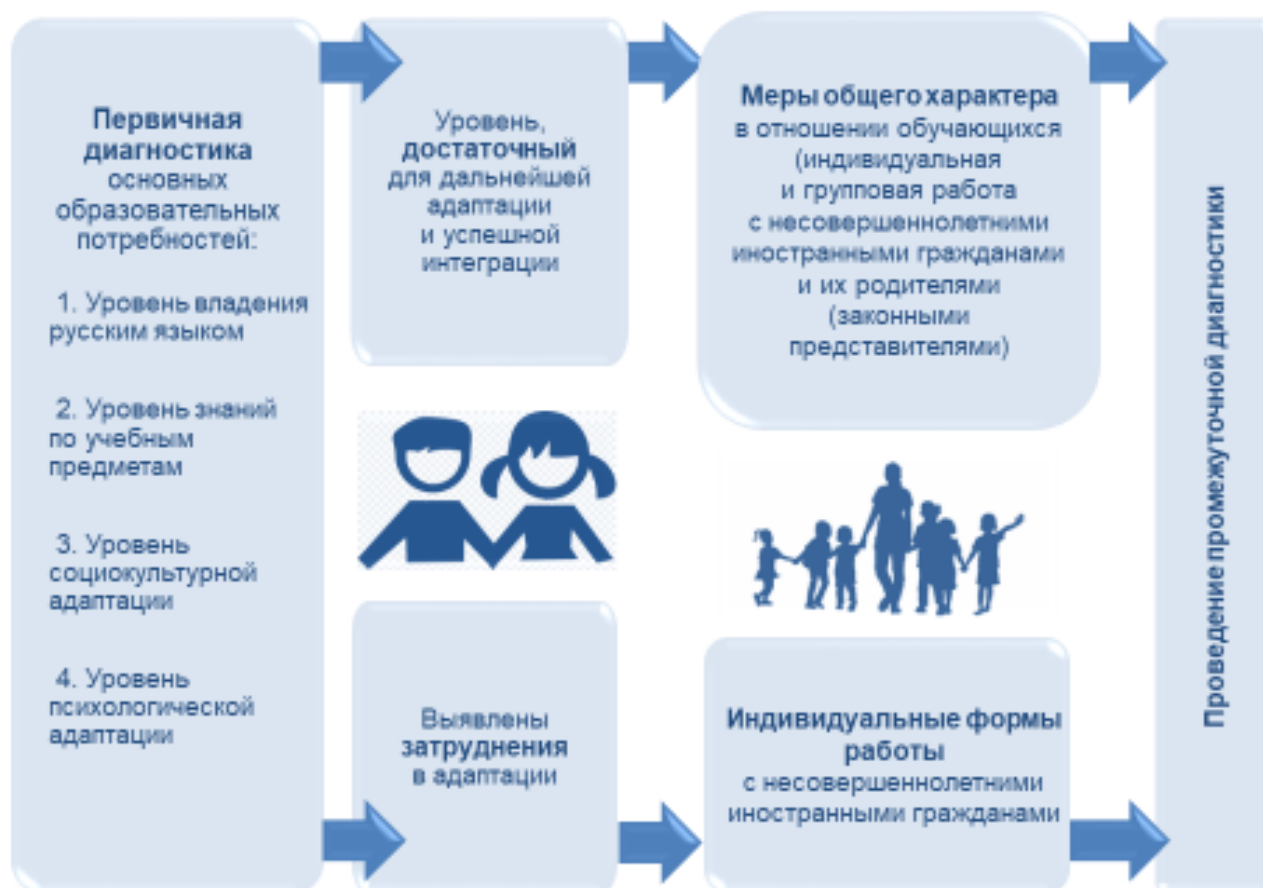 Первичная
диагностика
основных
образовательных
потребностей:
1. Уровень владения
русским языком
2. Уровень знаний
по учебным
предметам
3. Уровень
социокультурной
адаптации
4. Уровень
психологической
адаптации
Уровень,
достаточный
для дальнейшей
адаптации
и успешной
интеграции
Выявлены
затруднения
в адаптации
Меры общего характера
в отношении обучающихся
(индивидуальная
и групповая работа
с несовершеннолетними
иностранными гражданами
и их родителями
(законными
представителями)
Индивидуальные формы
работы
с несовершеннолетними
иностранными гражданами
Проведение промежуточной диагностики